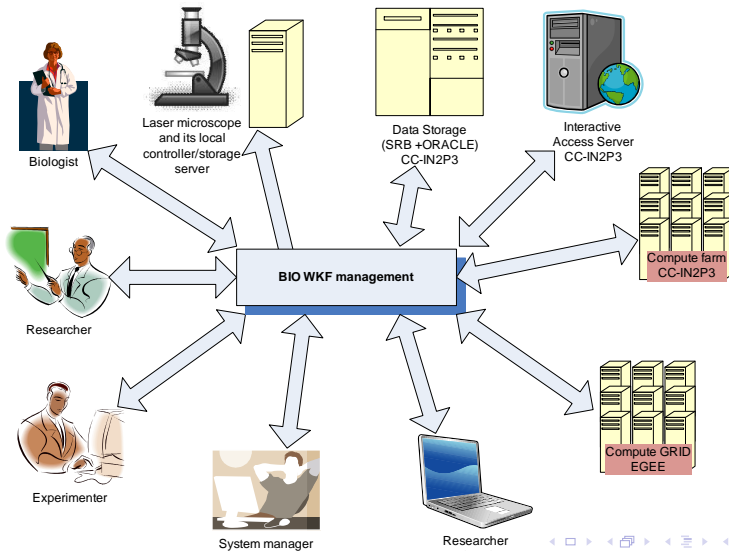 Biologist
Laser microscope
and its local
controller/storage
server
Data Storage
(SRB +ORACLE)
CC-IN2P3
Interactive
Access Server
CC-IN2P3
Compute farm
CC-IN2P3
BIO WKF management
Researcher
Compute GRID
EGEE
Experimenter
System manager
Researcher